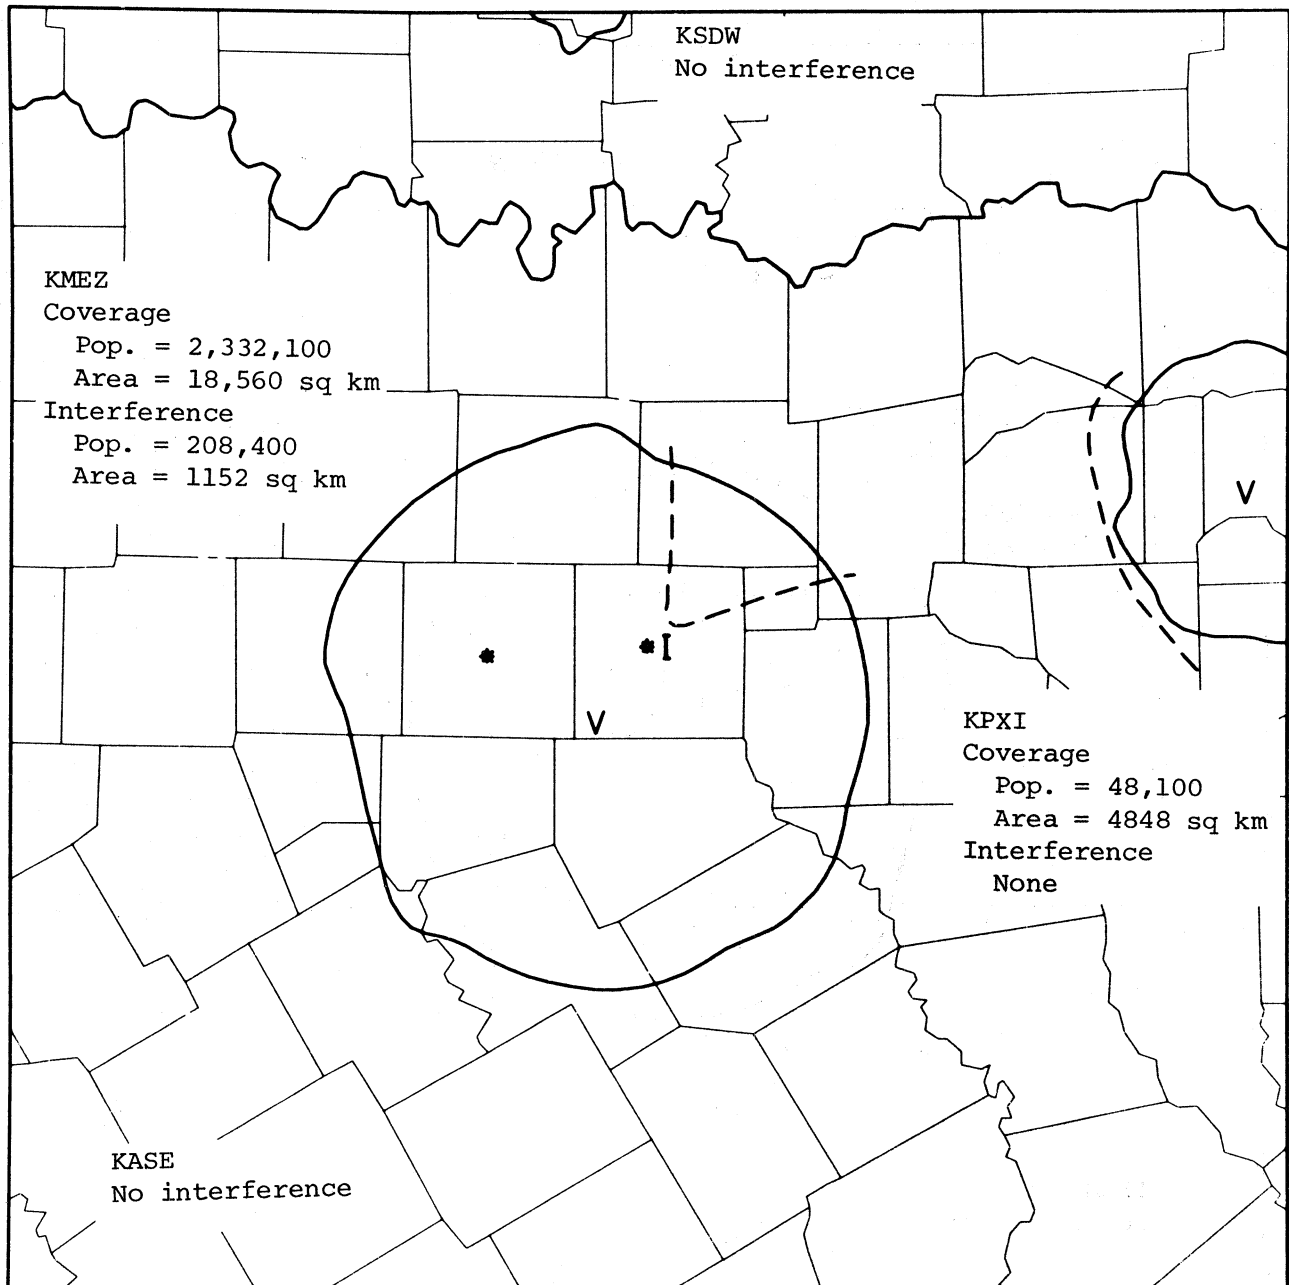 KSDW
No interference
KMEZ
Coverage
Pop. = 2,332,100
Area = 18,560 sq km
Interference
Pop. = 208,400
Area = 1152 sq km
V
* * I
V
KPXI
Coverage
Pop. = 48,100
Area = 4848 sq km
Interference
None
KASE
No interference